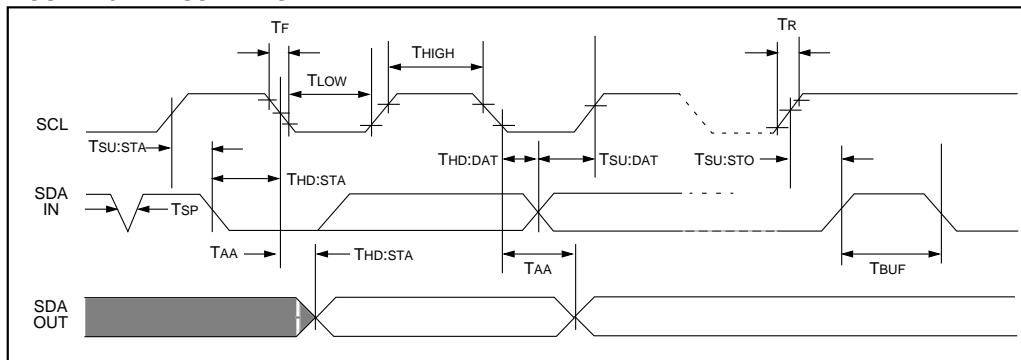 TF
TR
THIGH
TLOW
SCL
TSU:STA
THD:DAT
TSU:DAT
TSU:STO
THD:STA
SDA
IN
TSP
TAA
THD:STA
TAA
TBUF
SDA
OUT